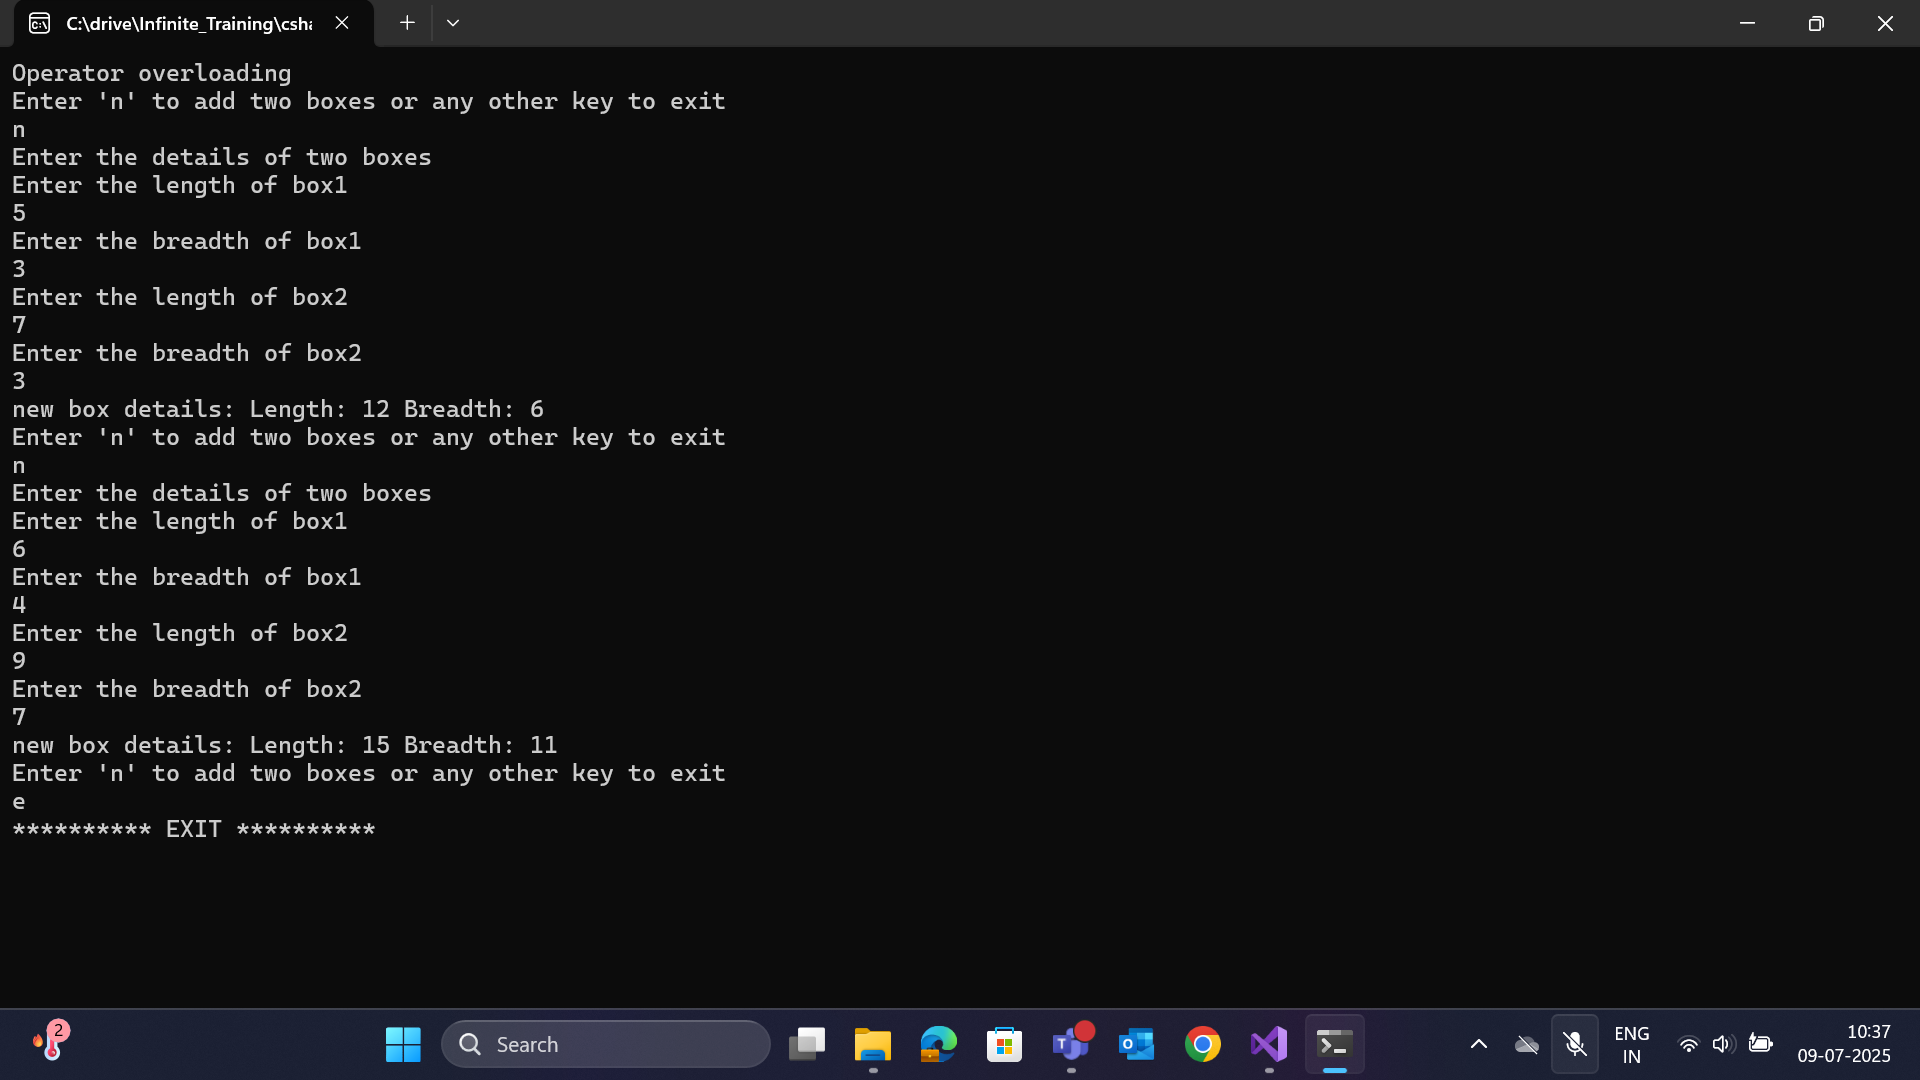 C:\drive\Infinite_Training\csha
Operator overloading
Enter 'n' to add two boxes or any other key to exit
n
Enter the details of two boxes
Enter the length of box1
5
Enter the breadth of box1
3
Enter the length of box2
7
Enter the breadth of box2
3
new box details: Length: 12 Breadth: 6
Enter 'n' to add two boxes or any other key to exit
n
Enter the details of two boxes
Enter the length of box1
6
Enter the breadth of box1
4
Enter the length of box2
9
Enter the breadth of box2
7
new box details: Length: 15 Breadth: 11
Enter 'n' to add two boxes or any other key to exit
e
********** EXIT **********
2
Search
ENG
IN
10:37
09-07-2025